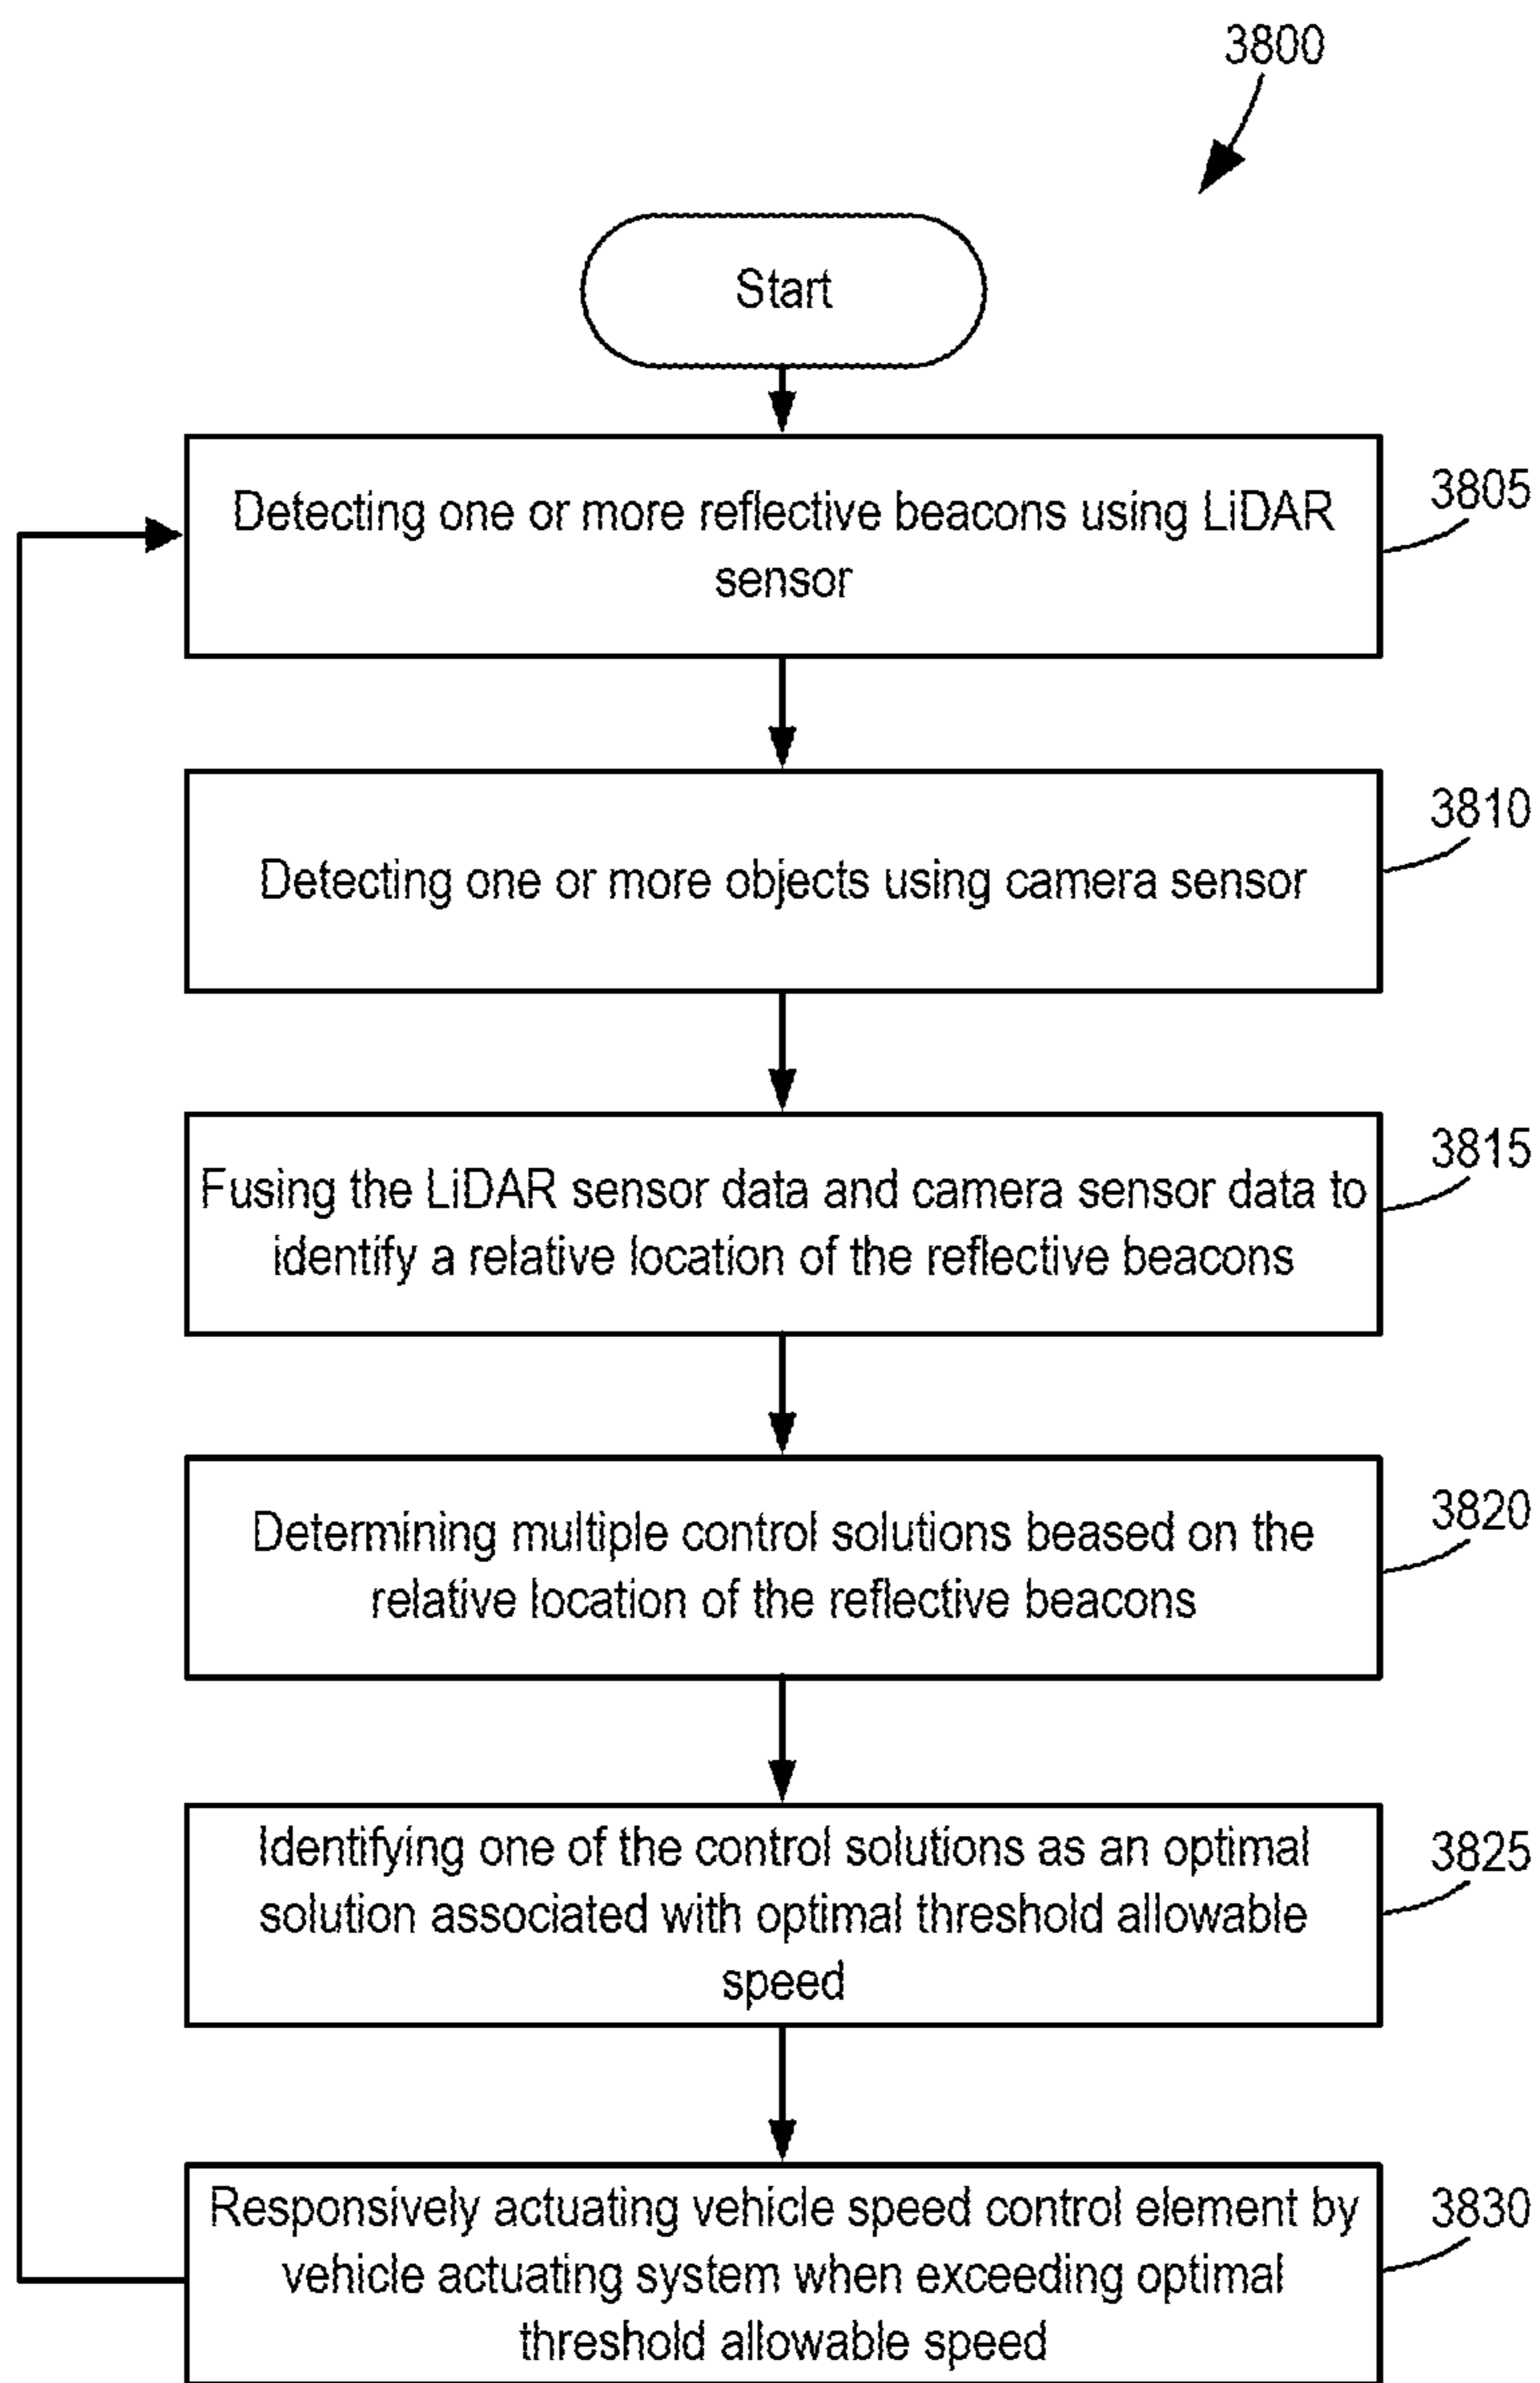 3800
Start
Detecting one or more reflective beacons using LiDAR
sensor
3805
Detecting one or more objects using camera sensor
3810
Fusing the LiDAR sensor data and camera sensor data to
identify a relative location of the reflective beacons
3815
Determining multiple control solutions beased on the
relative location of the reflective beacons
3820
Identifying one of the control solutions as an optimal
solution associated with optimal threshold allowable
speed
3825
Responsively actuating vehicle speed control element by
vehicle actuating system when exceeding optimal
threshold allowable speed
3830